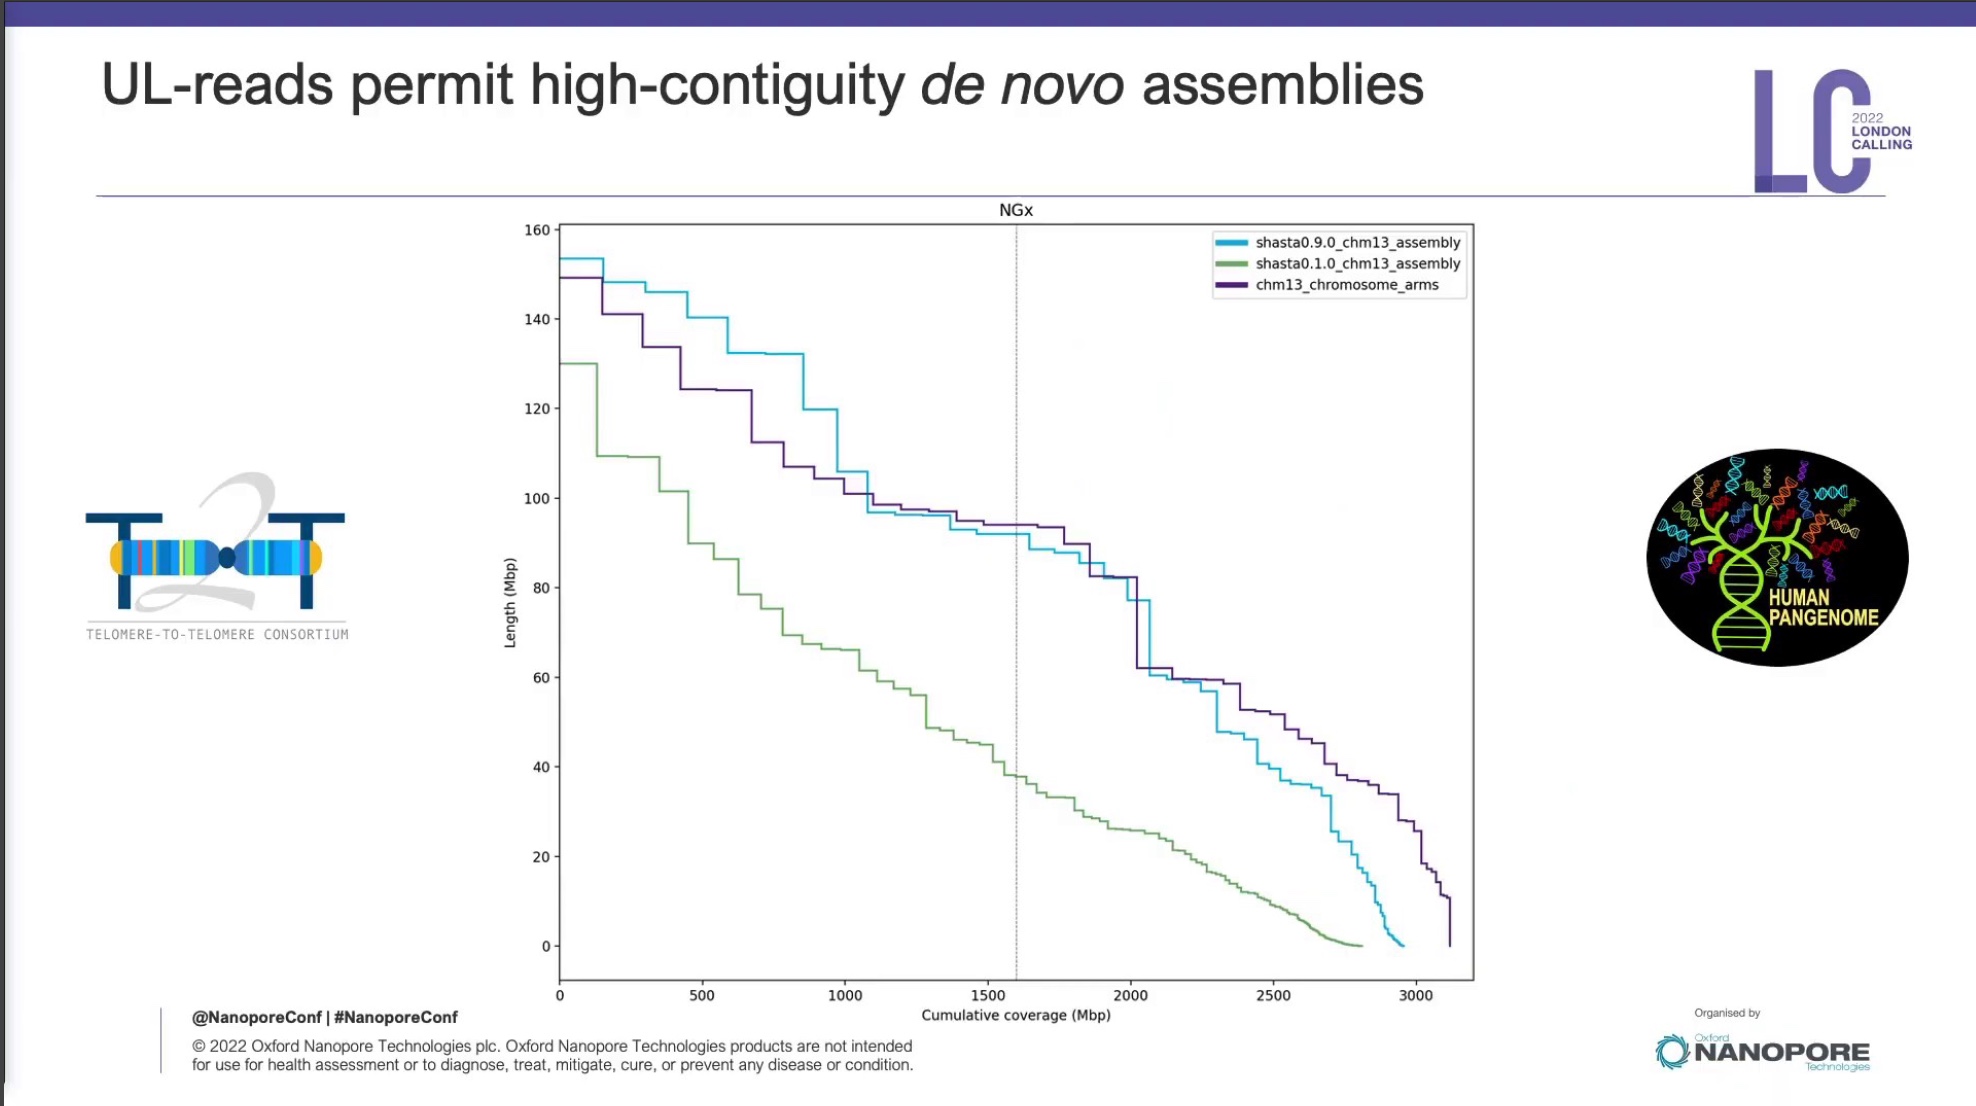 UL-reads permit high-contiguity de novo assemblies
LC
2022
LONDON
CALLING
NGx
shasta0.9.0_chm13_assembly
shasta0.1.0_chm13_assembly
chm13_chromosome_arms
160
140
120
100
80
60
40
20
0
Length (Mbp)
0 500 1000 1500 2000 2500 3000
Cumulative coverage (Mbp)
T2T
TELOMERE-TO-TELOMERE CONSORTIUM
HUMAN
PANGENOME
@NanoporeConf | #NanoporeConf
© 2022 Oxford Nanopore Technologies plc. Oxford Nanopore Technologies products are not intended
for use for health assessment or to diagnose, treat, mitigate, cure, or prevent any disease or condition.
Organised by
Oxford
NANOPORE
Technologies